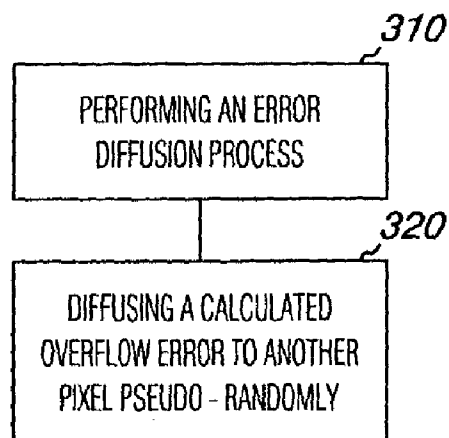 310
PERFORMING AN ERROR
DIFFUSION PROCESS
320
DIFFUSING A CALCULATED
OVERFLOW ERROR TO ANOTHER
PIXEL PSEUDO - RANDOMLY